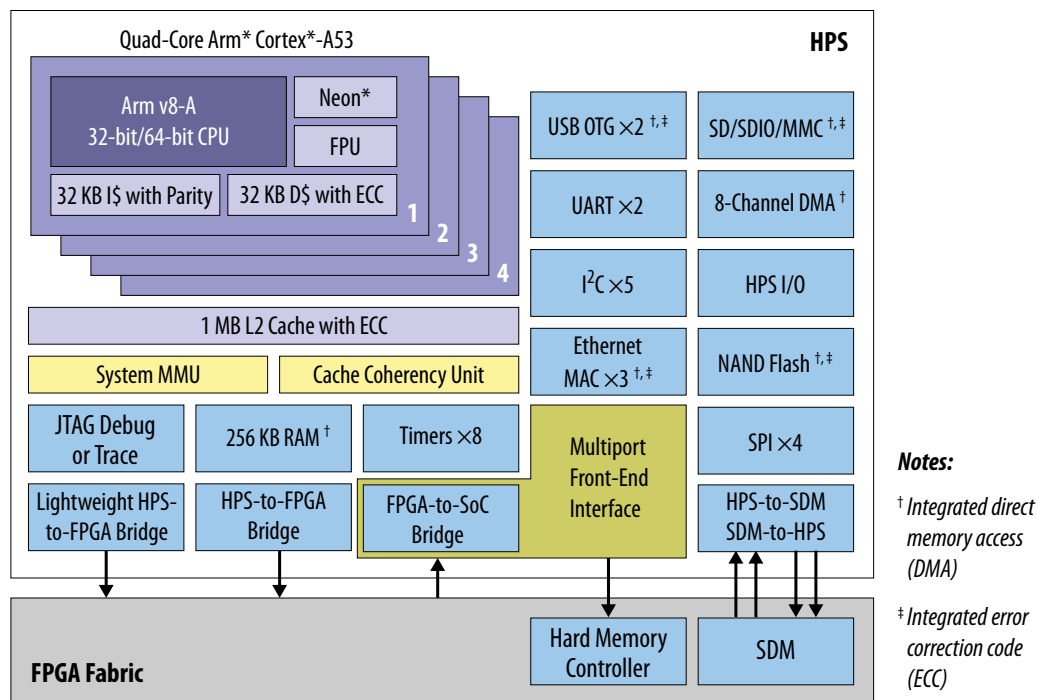 Quad-Core Arm* Cortex*-A53
HPS
Arm v8-A
32-bit/64-bit CPU
Neon*
FPU
32 KB I$ with Parity
32 KB D$ with ECC
1
2
3
4
1 MB L2 Cache with ECC
System MMU
Cache Coherency Unit
USB OTG ×2 †,‡
SD/SDIO/MMC †,‡
UART ×2
8-Channel DMA †
I²C ×5
HPS I/O
Ethernet
MAC ×3 †,‡
NAND Flash †,‡
JTAG Debug
or Trace
256 KB RAM †
Timers ×8
Multiport
Front-End
Interface
SPI ×4
Lightweight HPS-
to-FPGA Bridge
HPS-to-FPGA
Bridge
FPGA-to-SoC
Bridge
HPS-to-SDM
SDM-to-HPS
Hard Memory
Controller
SDM
FPGA Fabric
Notes:
† Integrated direct
memory access
(DMA)
‡ Integrated error
correction code
(ECC)